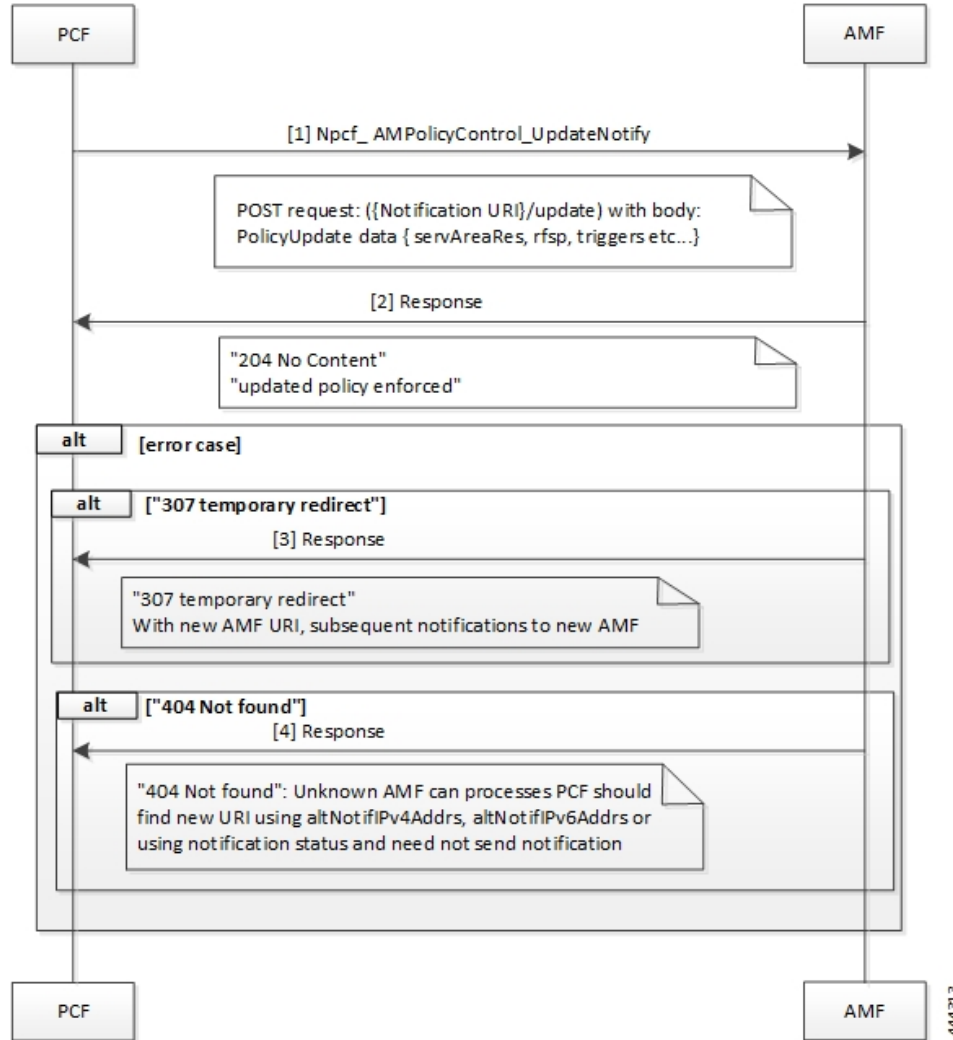 PCF
AMF
[1] Npcf_ AMPolicyControl_UpdateNotify
POST request: ({Notification URI}/update) with body:
PolicyUpdate data { servAreaRes, rfsp, triggers etc...}
[2] Response
"204 No Content"
"updated policy enforced"
alt
[error case]
alt
["307 temporary redirect"]
[3] Response
"307 temporary redirect"
With new AMF URI, subsequent notifications to new AMF
alt
["404 Not found"]
[4] Response
"404 Not found": Unknown AMF can processes PCF should
find new URI using altNotifIPv4Addrs, altNotifIPv6Addrs or
using notification status and need not send notification
PCF
AMF
444313